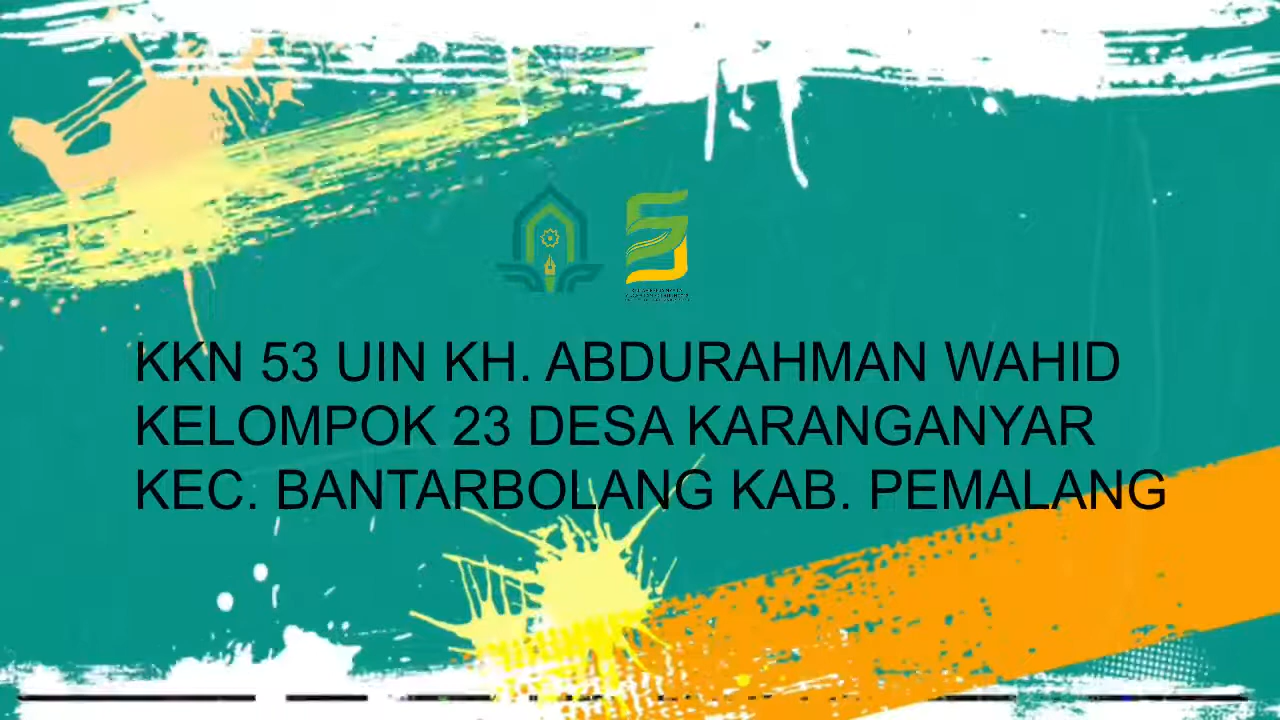 KKN 53 UIN KH. ABDURAHMAN WAHID
KELOMPOK 23 DESA KARANGANYAR
KEC. BANTARBOLANG KAB. PEMALANG